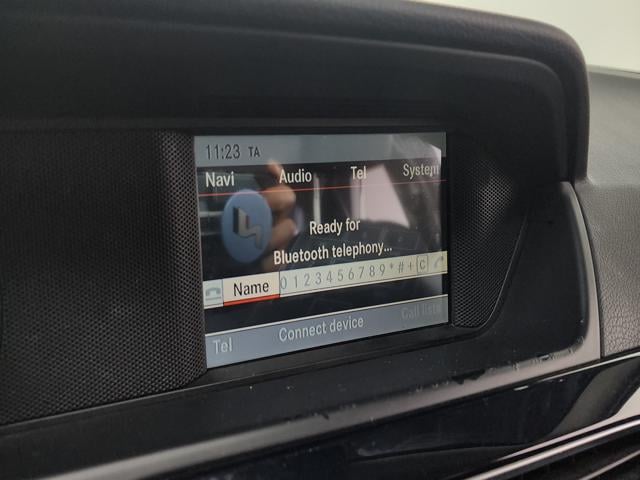 11:23 TA
Navi Audio Tel System
Ready for
Bluetooth telephony...
Name 0 1 2 3 4 5 6 7 8 9 * # + C
Tel Connect device Call lists